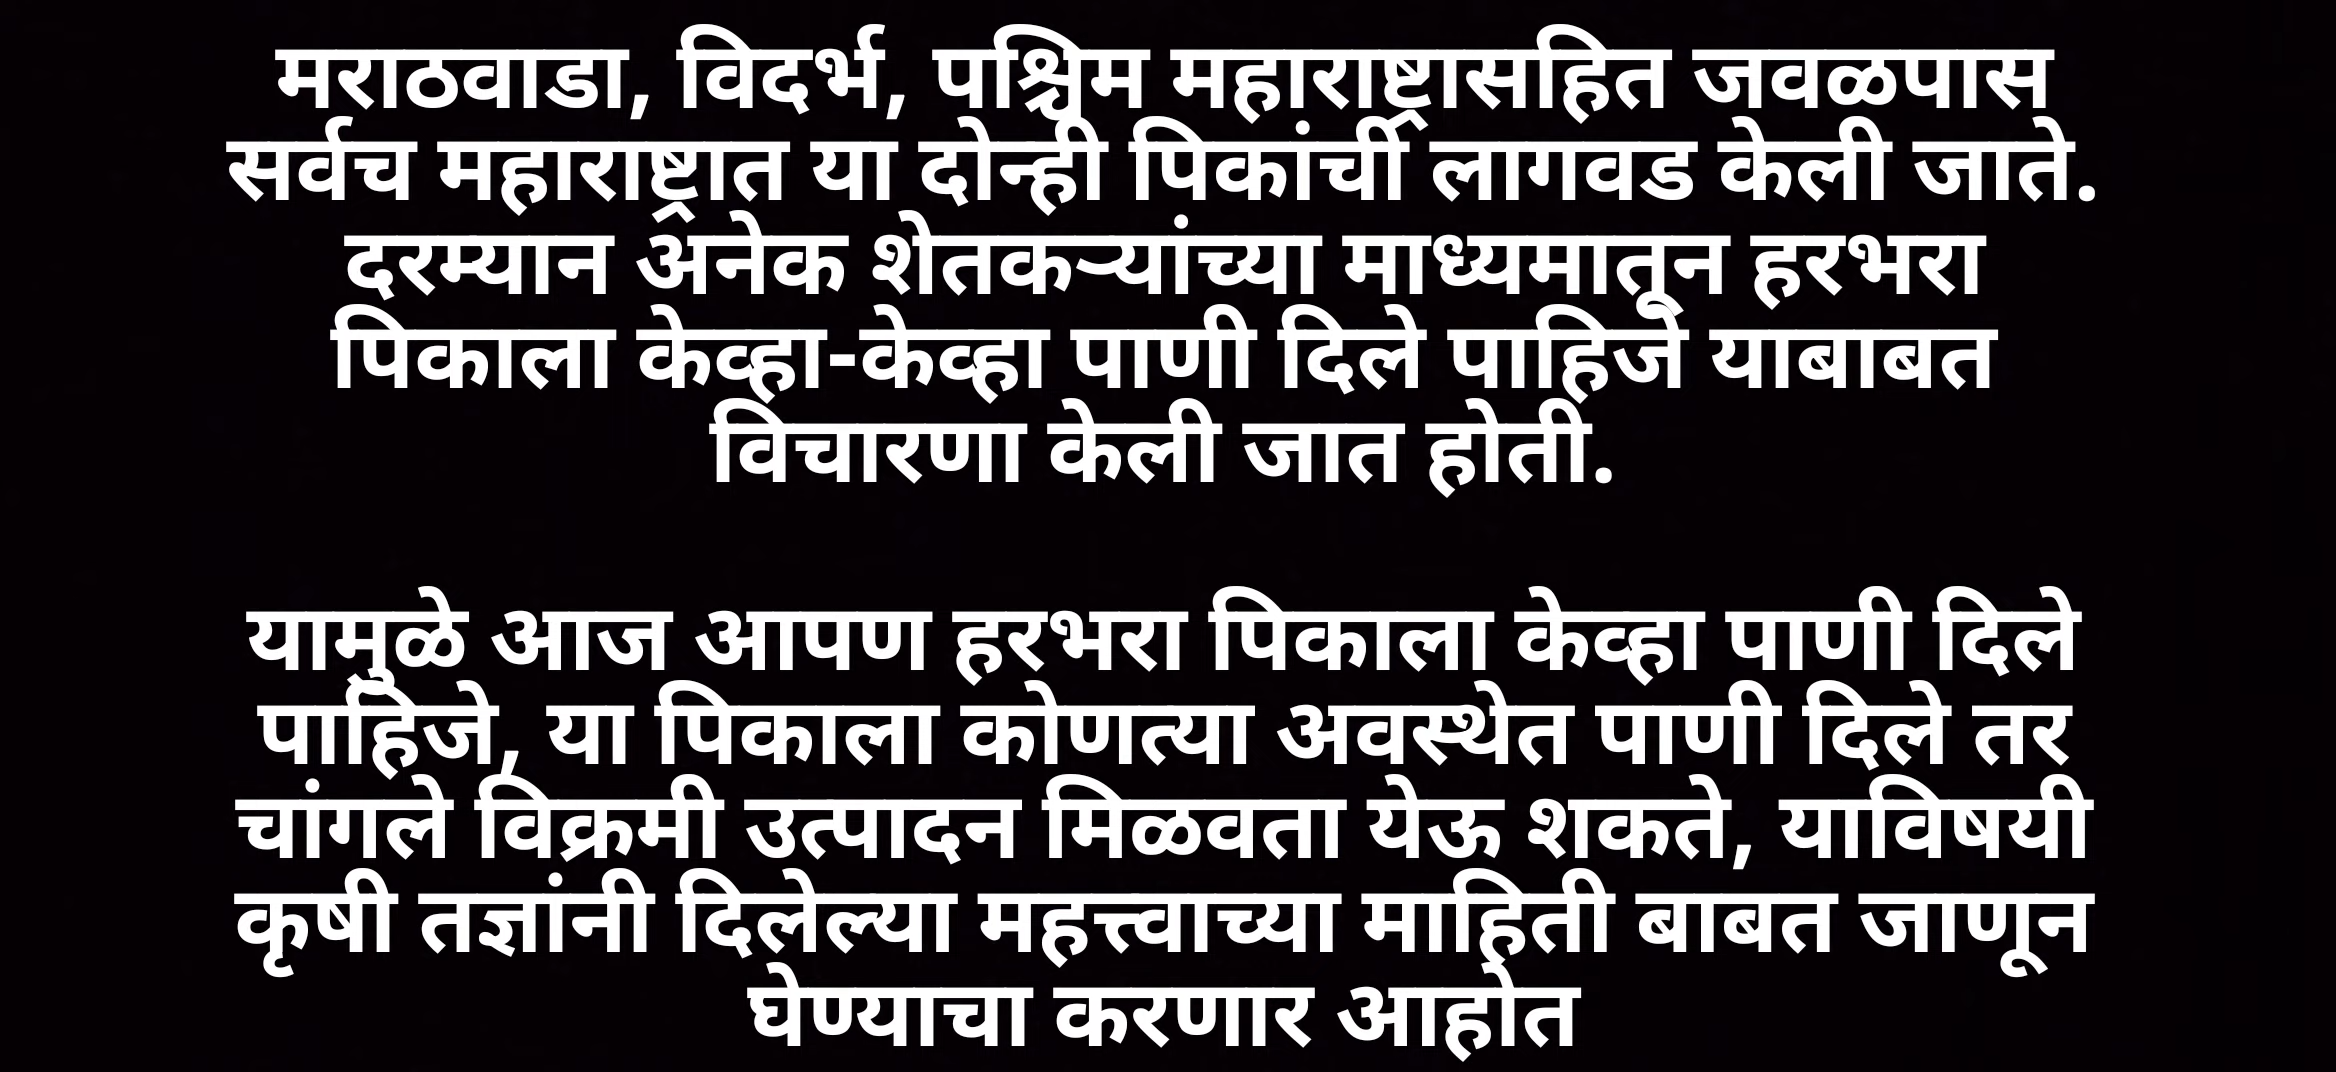 मराठवाडा, विदर्भ, पश्चिम महाराष्ट्रासहित जवळपास
सर्वच महाराष्ट्रात या दोन्ही पिकांची लागवड केली जाते.
दरम्यान अनेक शेतकऱ्यांच्या माध्यमातून हरभरा
पिकाला केव्हा-केव्हा पाणी दिले पाहिजे याबाबत
विचारणा केली जात होती.
यामुळे आज आपण हरभरा पिकाला केव्हा पाणी दिले
पाहिजे, या पिकाला कोणत्या अवस्थेत पाणी दिले तर
चांगले विक्रमी उत्पादन मिळवता येऊ शकते, याविषयी
कृषी तज्ञांनी दिलेल्या महत्त्वाच्या माहिती बाबत जाणून
घेण्याचा करणार आहोत